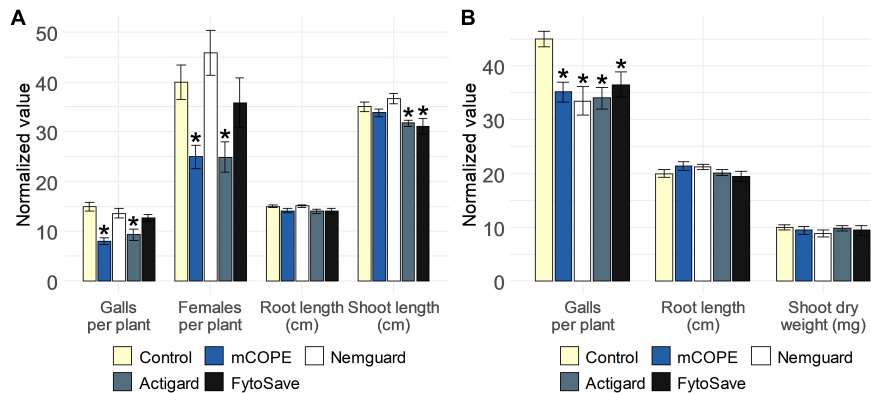 A
Normalized value
50
40
30
20
10
0
* * * * * *
Galls per plant
Females per plant
Root length (cm)
Shoot length (cm)
Control mCOPE Nemguard
Actigard FytoSave
B
Normalized value
40
30
20
10
0
* * * *
Galls per plant
Root length (cm)
Shoot dry weight (mg)
Control mCOPE Nemguard
Actigard FytoSave